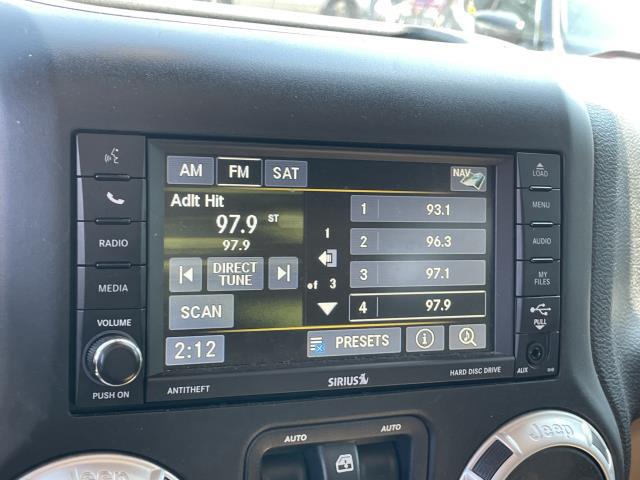 AM FM SAT NAV
Adlt Hit
97.9 ST
97.9
DIRECT
TUNE
SCAN
2:12
1
of 3
1 93.1
2 96.3
3 97.1
4 97.9
PRESETS
RADIO
MEDIA
VOLUME
PUSH ON
LOAD
MENU
AUDIO
MY
FILES
PULL
AUX
ANTITHEFT
SIRIUS
HARD DISC DRIVE
AUTO
AUTO
Jeep
Jeep